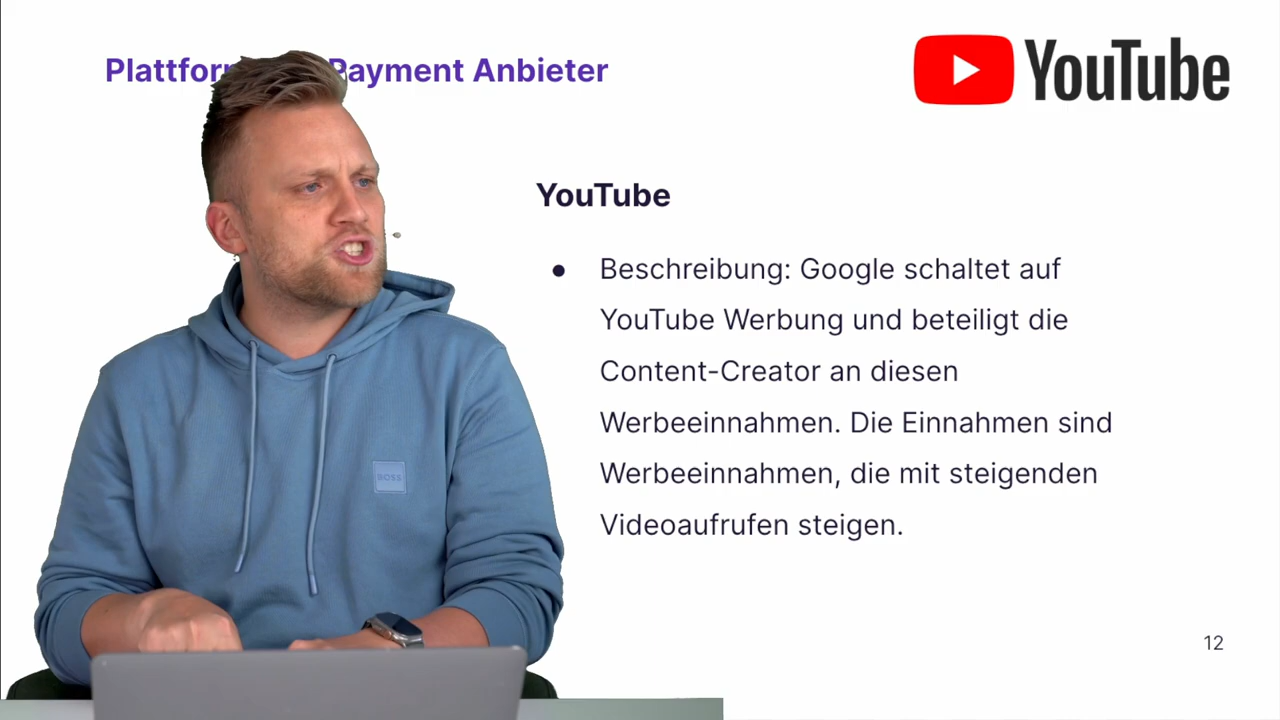 Payment Anbieter
YouTube
YouTube
● Beschreibung: Google schaltet auf
YouTube Werbung und beteiligt die
Content-Creator an diesen
Werbeeinnahmen. Die Einnahmen sind
Werbeeinnahmen, die mit steigenden
Videoaufrufen steigen.
BOSS
12